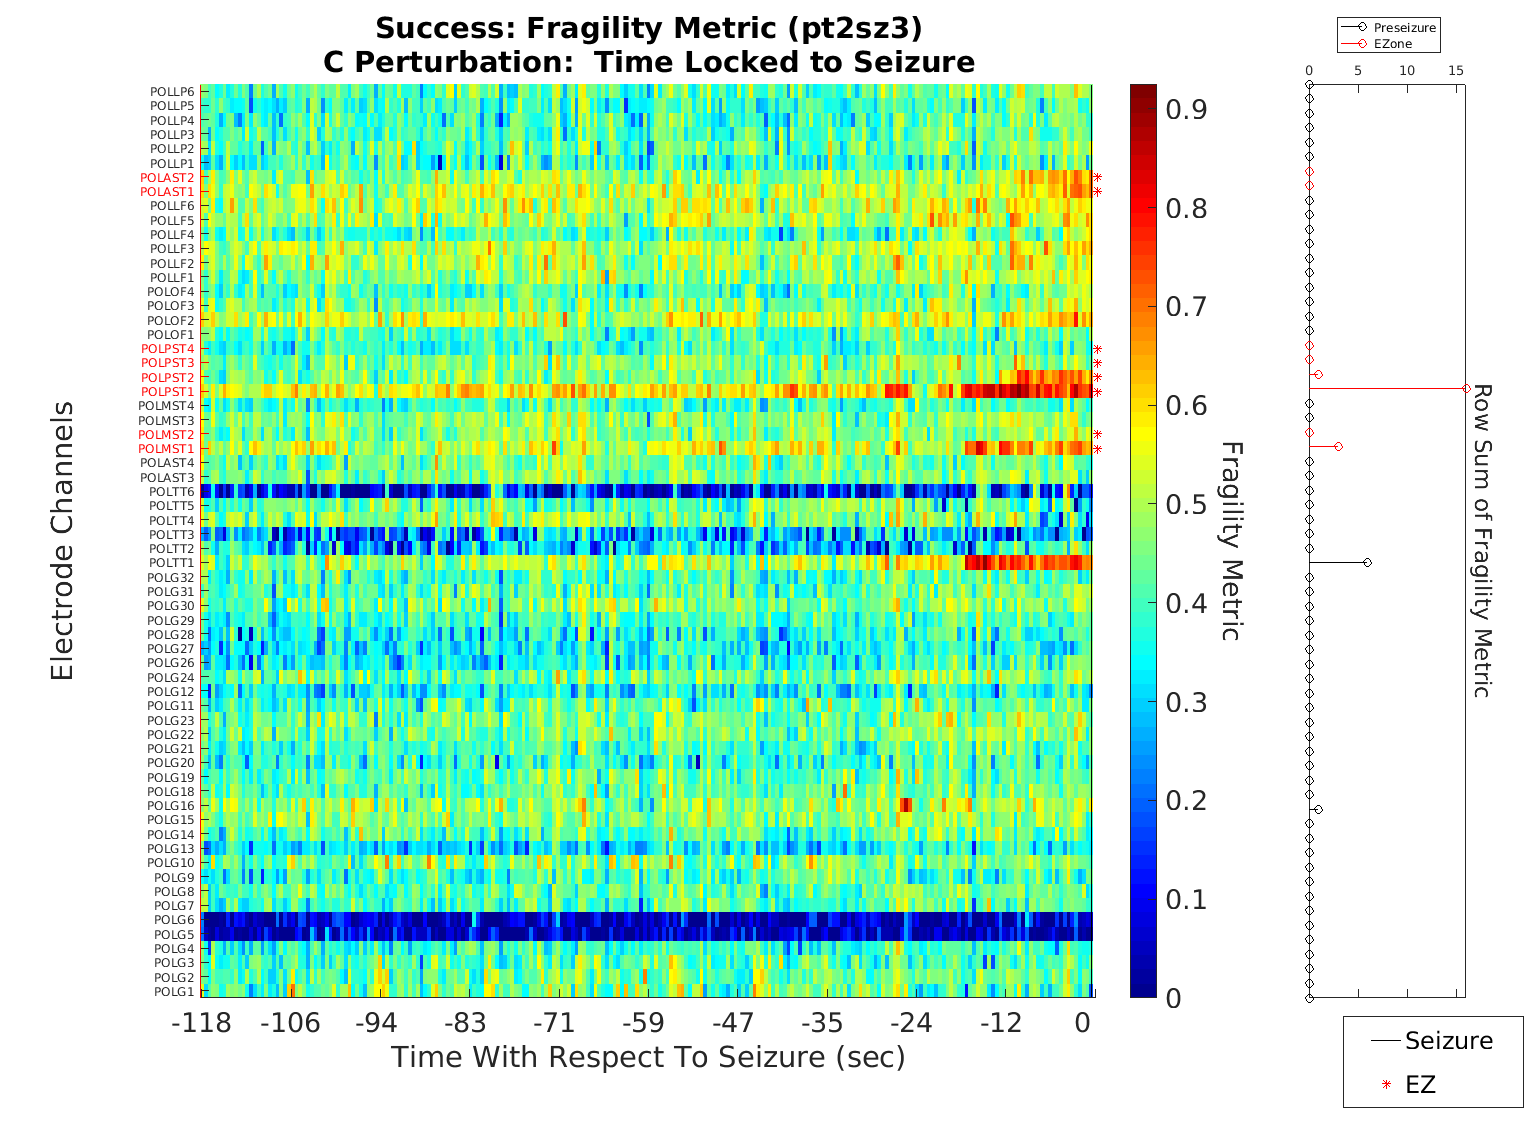 Success: Fragility Metric (pt2sz3)
C Perturbation:  Time Locked to Seizure
Electrode Channels
POLLP6
POLLP5
POLLP4
POLLP3
POLLP2
POLLP1
POLAST2
POLAST1
POLLF6
POLLF5
POLLF4
POLLF3
POLLF2
POLLF1
POLOF4
POLOF3
POLOF2
POLOF1
POLPST4
POLPST3
POLPST2
POLPST1
POLMST4
POLMST3
POLMST2
POLMST1
POLAST4
POLAST3
POLTT6
POLTT5
POLTT4
POLTT3
POLTT2
POLTT1
POLG32
POLG31
POLG30
POLG29
POLG28
POLG27
POLG26
POLG24
POLG12
POLG11
POLG23
POLG22
POLG21
POLG20
POLG19
POLG18
POLG16
POLG15
POLG14
POLG13
POLG10
POLG9
POLG8
POLG7
POLG6
POLG5
POLG4
POLG3
POLG2
POLG1
-118 -106 -94 -83 -71 -59 -47 -35 -24 -12 0
Time With Respect To Seizure (sec)
0.9
0.8
0.7
0.6
0.5
0.4
0.3
0.2
0.1
0
Fragility Metric
Preseizure
EZone
0 5 10 15
Row Sum of Fragility Metric
Seizure
EZ